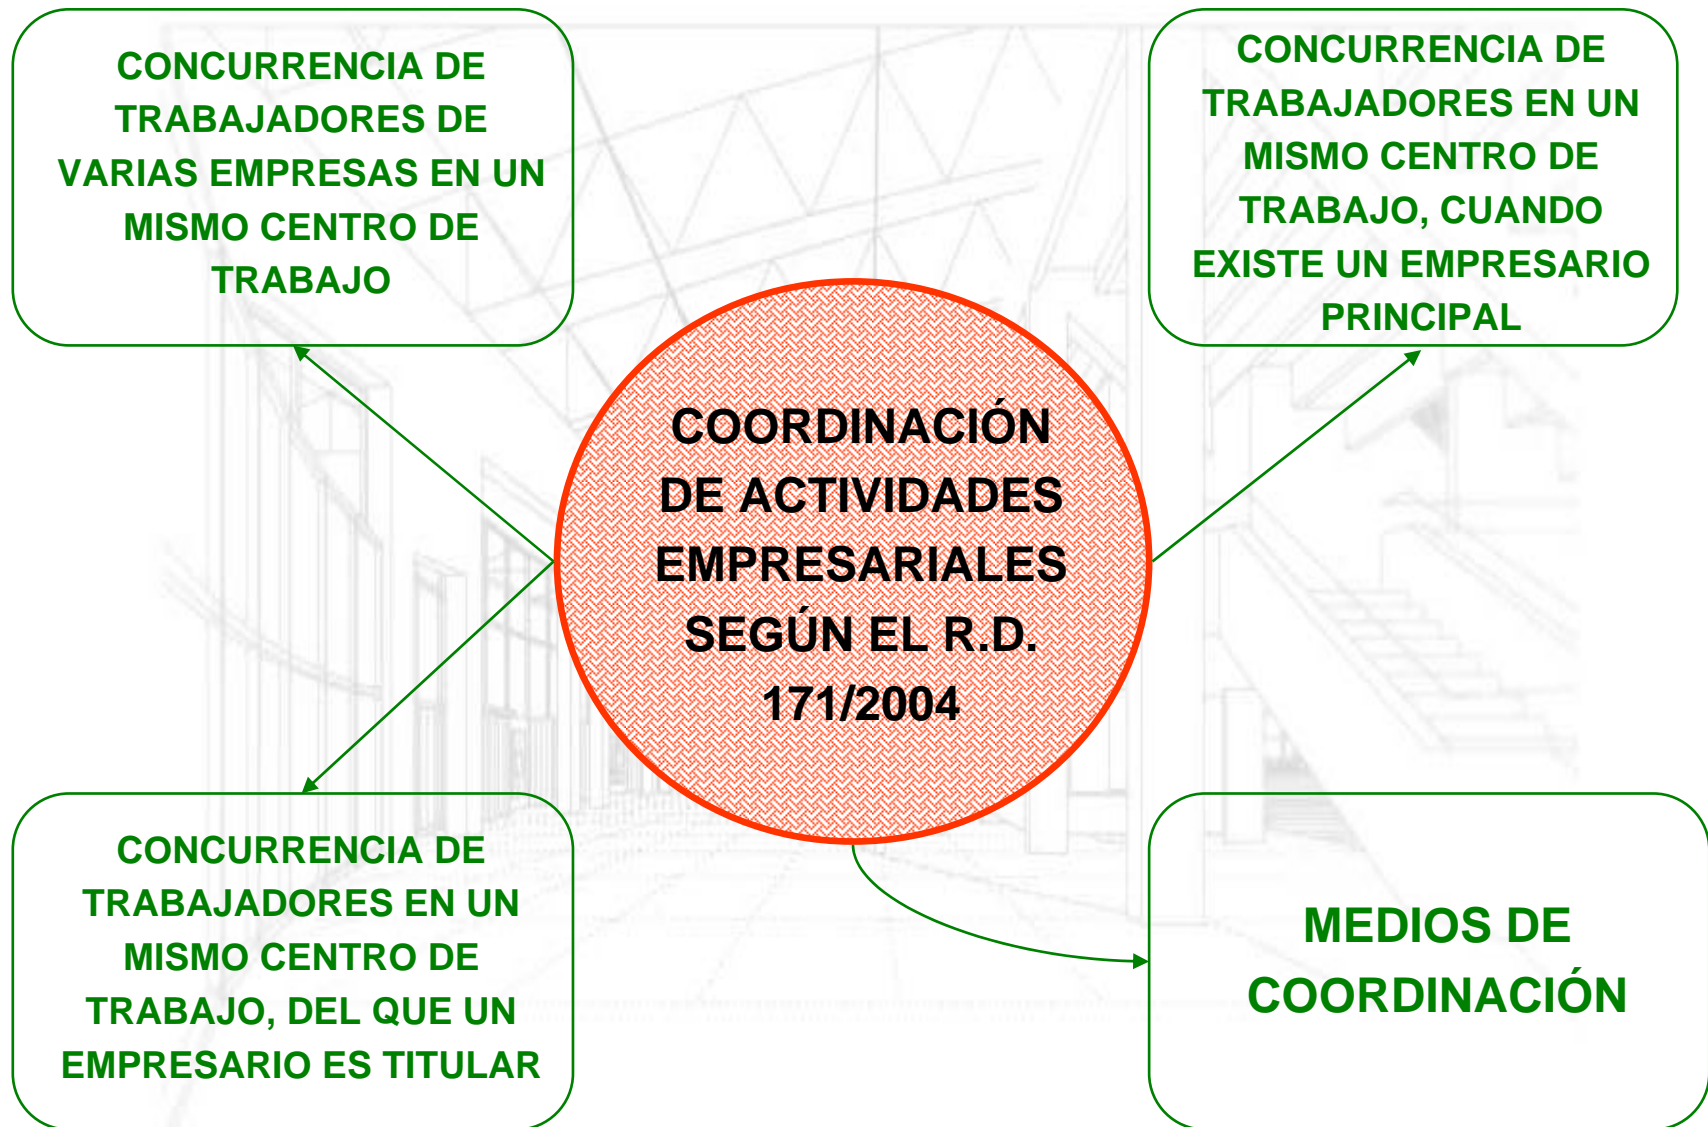 CONCURRENCIA DE
TRABAJADORES DE
VARIAS EMPRESAS EN UN
MISMO CENTRO DE
TRABAJO
CONCURRENCIA DE
TRABAJADORES EN UN
MISMO CENTRO DE
TRABAJO, CUANDO
EXISTE UN EMPRESARIO
PRINCIPAL
COORDINACIÓN
DE ACTIVIDADES
EMPRESARIALES
SEGÚN EL R.D.
171/2004
CONCURRENCIA DE
TRABAJADORES EN UN
MISMO CENTRO DE
TRABAJO, DEL QUE UN
EMPRESARIO ES TITULAR
MEDIOS DE
COORDINACIÓN